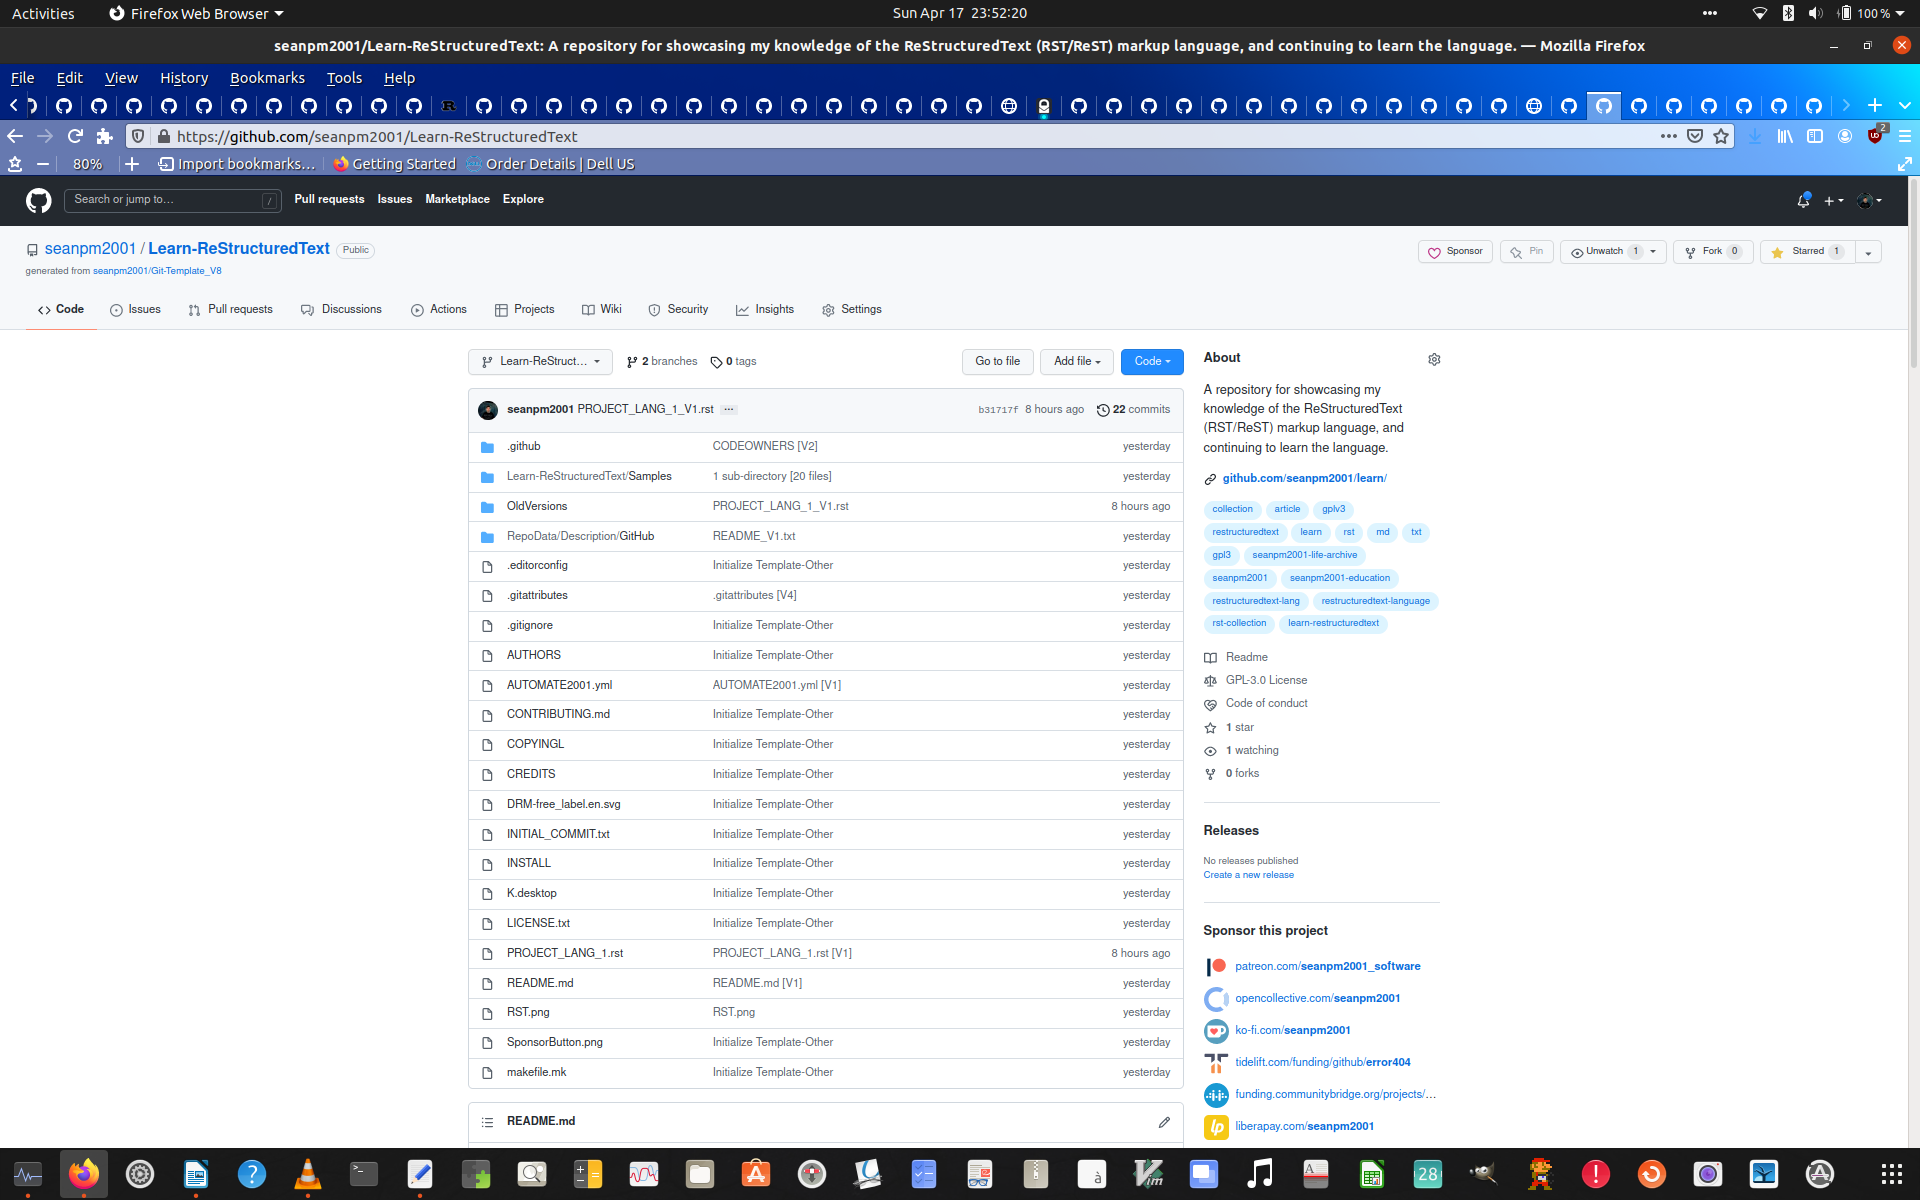 Activities
Firefox Web Browser
Sun Apr 17 23:52:20
100 %
seanpm2001/Learn-ReStructuredText: A repository for showcasing my knowledge of the ReStructuredText (RST/ReST) markup language, and continuing to learn the language. — Mozilla Firefox
File Edit View History Bookmarks Tools Help
https://github.com/seanpm2001/Learn-ReStructuredText
2
80% Import bookmarks… Getting Started Order Details | Dell US
Search or jump to… /
Pull requests Issues Marketplace Explore
seanpm2001 / Learn-ReStructuredText Public
generated from seanpm2001/Git-Template_V8
Sponsor Pin Unwatch 1 Fork 0 Starred 1
Code Issues Pull requests Discussions Actions Projects Wiki Security Insights Settings
Learn-ReStruct… 2 branches 0 tags
Go to file Add file Code
seanpm2001 PROJECT_LANG_1_V1.rst … b31717f 8 hours ago 22 commits
.github CODEOWNERS [V2] yesterday
Learn-ReStructuredText/Samples 1 sub-directory [20 files] yesterday
OldVersions PROJECT_LANG_1_V1.rst 8 hours ago
RepoData/Description/GitHub README_V1.txt yesterday
.editorconfig Initialize Template-Other yesterday
.gitattributes .gitattributes [V4] yesterday
.gitignore Initialize Template-Other yesterday
AUTHORS Initialize Template-Other yesterday
AUTOMATE2001.yml AUTOMATE2001.yml [V1] yesterday
CONTRIBUTING.md Initialize Template-Other yesterday
COPYINGL Initialize Template-Other yesterday
CREDITS Initialize Template-Other yesterday
DRM-free_label.en.svg Initialize Template-Other yesterday
INITIAL_COMMIT.txt Initialize Template-Other yesterday
INSTALL Initialize Template-Other yesterday
K.desktop Initialize Template-Other yesterday
LICENSE.txt Initialize Template-Other yesterday
PROJECT_LANG_1.rst PROJECT_LANG_1.rst [V1] 8 hours ago
README.md README.md [V1] yesterday
RST.png RST.png yesterday
SponsorButton.png Initialize Template-Other yesterday
makefile.mk Initialize Template-Other yesterday
README.md
About
A repository for showcasing my
knowledge of the ReStructuredText
(RST/ReST) markup language, and
continuing to learn the language.
github.com/seanpm2001/learn/
collection article gplv3
restructuredtext learn rst md txt
gpl3 seanpm2001-life-archive
seanpm2001 seanpm2001-education
restructuredtext-lang restructuredtext-language
rst-collection learn-restructuredtext
Readme
GPL-3.0 License
Code of conduct
1 star
1 watching
0 forks
Releases
No releases published
Create a new release
Sponsor this project
patreon.com/seanpm2001_software
opencollective.com/seanpm2001
ko-fi.com/seanpm2001
tidelift.com/funding/github/error404
funding.communitybridge.org/projects/…
liberapay.com/seanpm2001
28